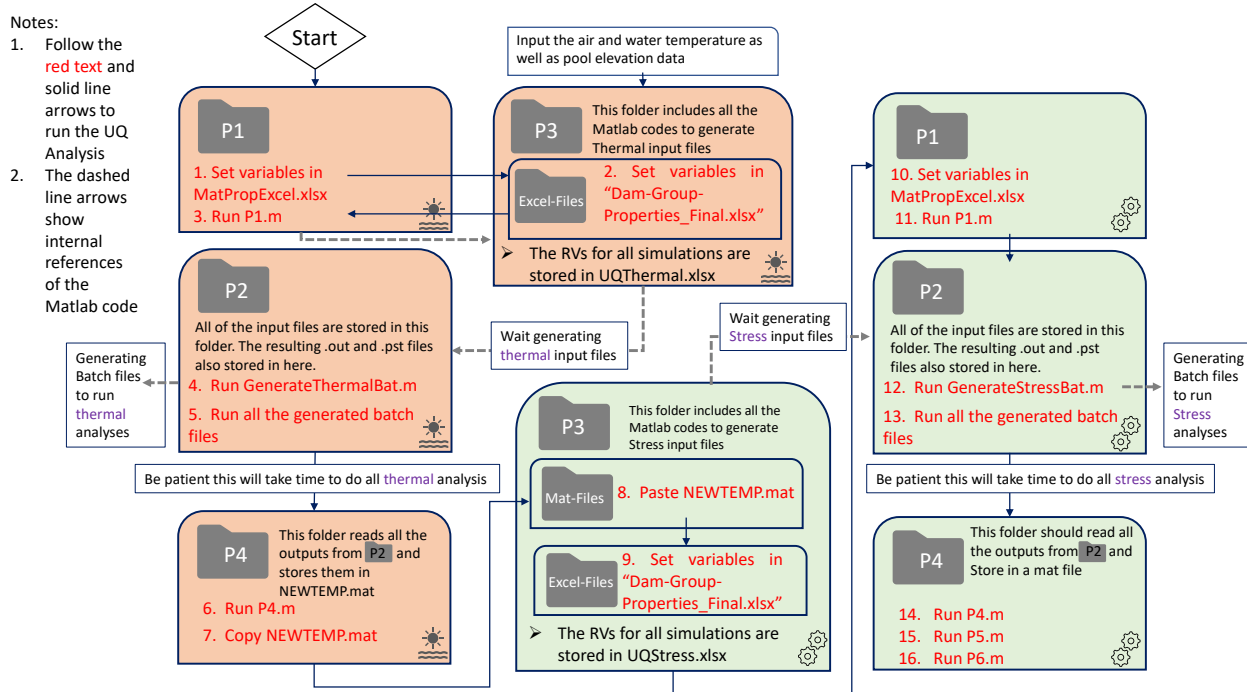 Notes:
1. Follow the
red text and
solid line
arrows to
run the UQ
Analysis
2. The dashed
line arrows
show
internal
references
of the
Matlab code
Start
P1
1. Set variables in
MatPropExcel.xlsx
3. Run P1.m
Input the air and water temperature as
well as pool elevation data
P3
This folder includes all the
Matlab codes to generate
Thermal input files
Excel-Files
2. Set variables in
“Dam-Group-
Properties_Final.xlsx”
➢ The RVs for all simulations are
stored in UQThermal.xlsx
Wait generating
thermal input files
P2
All of the input files are stored in this
folder. The resulting .out and .pst files
also stored in here.
4. Run GenerateThermalBat.m
5. Run all the generated batch
files
Generating
Batch files
to run
thermal
analyses
Be patient this will take time to do all thermal analysis
P4
This folder reads all the
outputs from P2 and
stores them in
NEWTEMP.mat
6. Run P4.m
7. Copy NEWTEMP.mat
P3
This folder includes all the
Matlab codes to generate
Stress input files
Mat-Files
8. Paste NEWTEMP.mat
Excel-Files
9. Set variables in
“Dam-Group-
Properties_Final.xlsx”
➢ The RVs for all simulations are
stored in UQStress.xlsx
Wait generating
Stress input files
P1
10. Set variables in
MatPropExcel.xlsx
11. Run P1.m
P2
All of the input files are stored in this
folder. The resulting .out and .pst
files also stored in here.
12. Run GenerateStressBat.m
13. Run all the generated batch
files
Generating
Batch files
to run
Stress
analyses
Be patient this will take time to do all stress analysis
P4
This folder should read all
the outputs from P2 and
Store in a mat file
14. Run P4.m
15. Run P5.m
16. Run P6.m